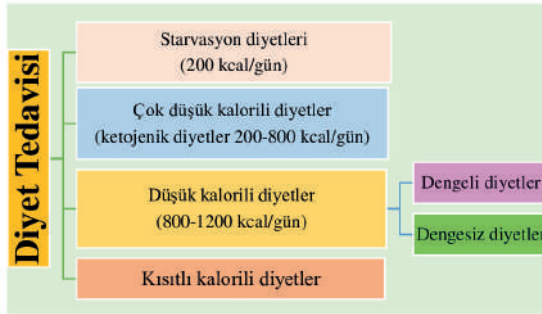 Diyet Tedavisi
Starvasyon diyetleri
(200 kcal/gün)
Çok düşük kalorili diyetler
(ketojenik diyetler 200-800 kcal/gün)
Düşük kalorili diyetler
(800-1200 kcal/gün)
Dengeli diyetler
Dengesiz diyetler
Kısıtlı kalorili diyetler